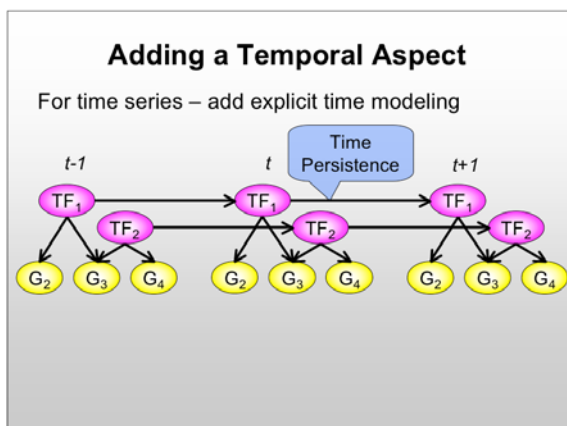 Adding a Temporal Aspect
For time series – add explicit time modeling
Time
Persistence
t-1 t t+1
TF₁ TF₁ TF₁
TF₂ TF₂ TF₂
G₂ G₃ G₄ G₂ G₃ G₄ G₂ G₃ G₄